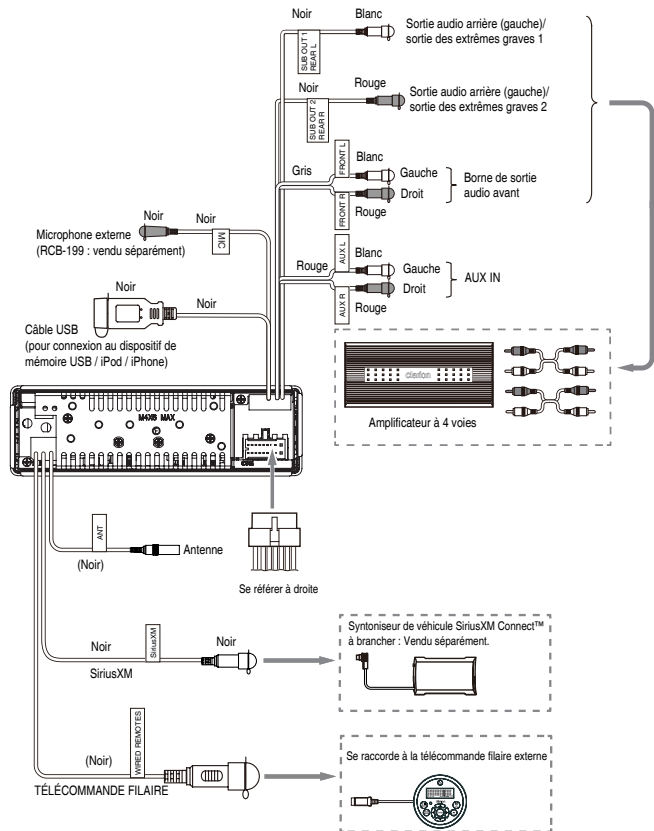 Noir
Blanc
Sortie audio arrière (gauche)/
sortie des extrêmes graves 1
SUB OUT 1
REAR L
Noir
Rouge
Sortie audio arrière (gauche)/
sortie des extrêmes graves 2
SUB OUT 2
REAR R
Gris
FRONT L
Blanc
Gauche
Droit
Borne de sortie
audio avant
FRONT R
Rouge
Noir
Noir
Microphone externe
(RCB-199 : vendu séparément)
MIC
Rouge
AUX L
Blanc
Gauche
Droit
AUX IN
AUX R
Rouge
Noir
Noir
Câble USB
(pour connexion au dispositif de
mémoire USB / iPod / iPhone)
clarion
Amplificateur à 4 voies
M4X6 MAX
ANT
Antenne
(Noir)
Se référer à droite
Noir
SiriusXM
Noir
SiriusXM
Syntoniseur de véhicule SiriusXM Connect™
à brancher : Vendu séparément.
(Noir)
WIRED REMOTES
TÉLÉCOMMANDE FILAIRE
Se raccorde à la télécommande filaire externe